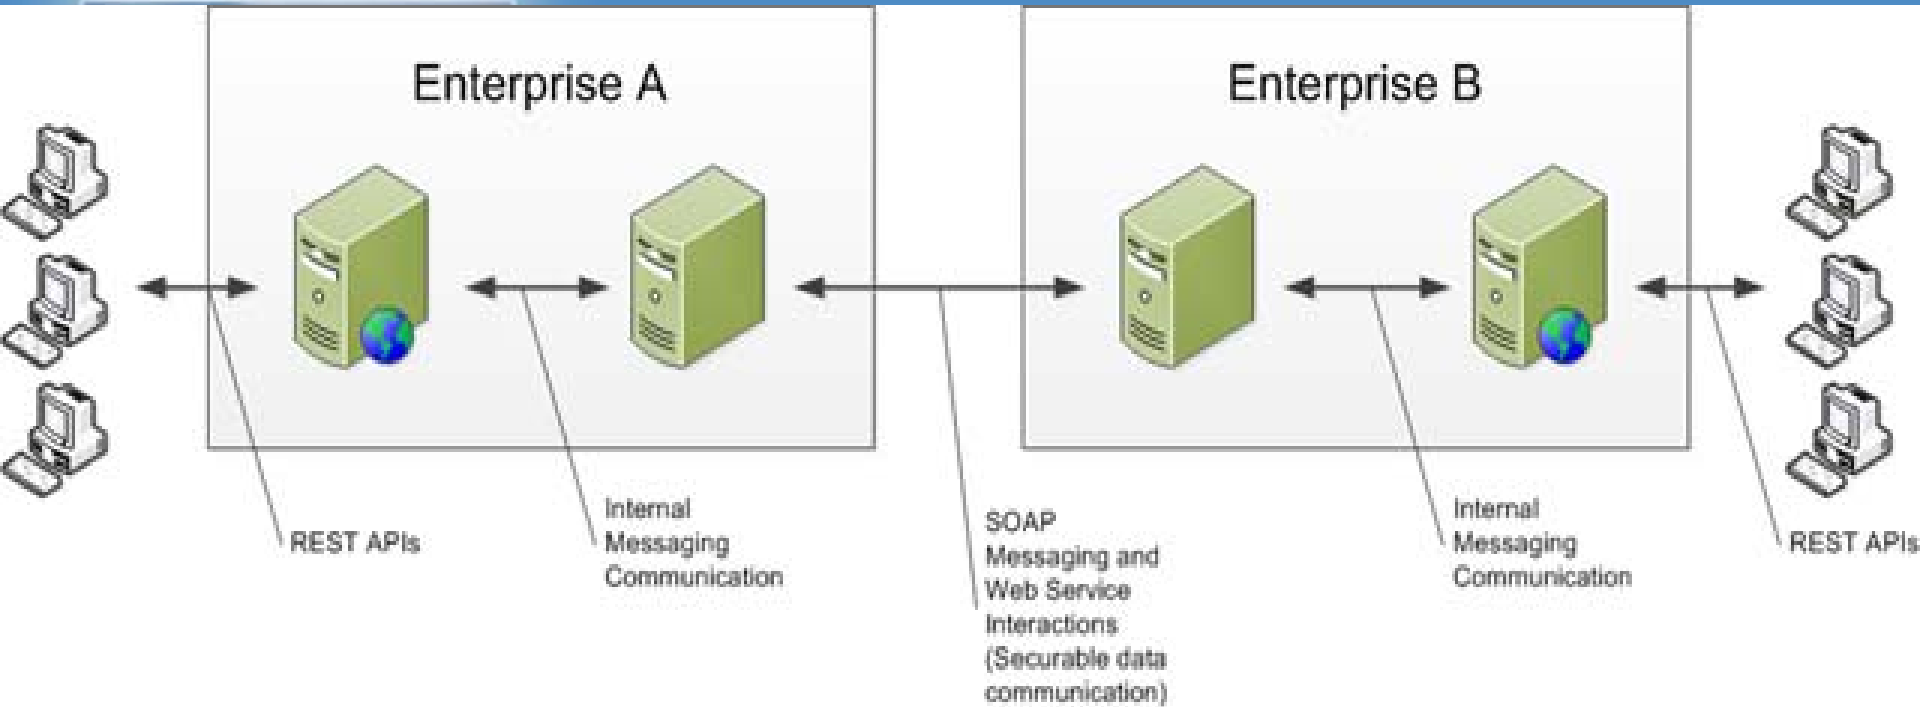 Enterprise A
Enterprise B
REST APIs
Internal
Messaging
Communication
SOAP
Messaging and
Web Service
Interactions
(Securable data
communication)
Internal
Messaging
Communication
REST APIs